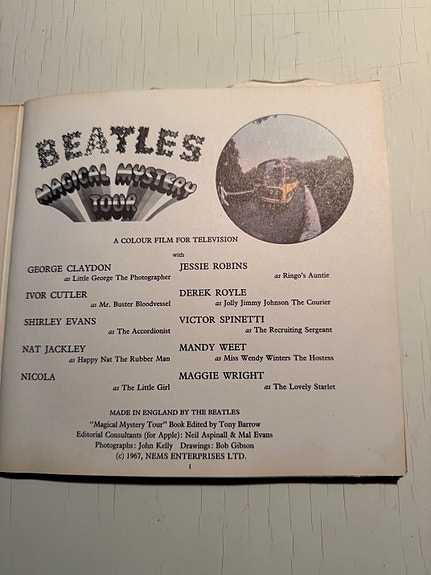 BEATLES
MAGICAL MYSTERY
TOUR
A COLOUR FILM FOR TELEVISION
with
GEORGE CLAYDON
as Little George The Photographer
JESSIE ROBINS
as Ringo's Auntie
IVOR CUTLER
as Mr. Buster Bloodvessel
DEREK ROYLE
as Jolly Jimmy Johnson The Courier
SHIRLEY EVANS
as The Accordionist
VICTOR SPINETTI
as The Recruiting Sergeant
NAT JACKLEY
as Happy Nat The Rubber Man
MANDY WEET
as Miss Wendy Winters The Hostess
NICOLA
as The Little Girl
MAGGIE WRIGHT
as The Lovely Starlet
MADE IN ENGLAND BY THE BEATLES
"Magical Mystery Tour" Book Edited by Tony Barrow
Editorial Consultants (for Apple): Neil Aspinall & Mal Evans
Photographs: John Kelly Drawings: Bob Gibson
(c) 1967, NEMS ENTERPRISES LTD.
1